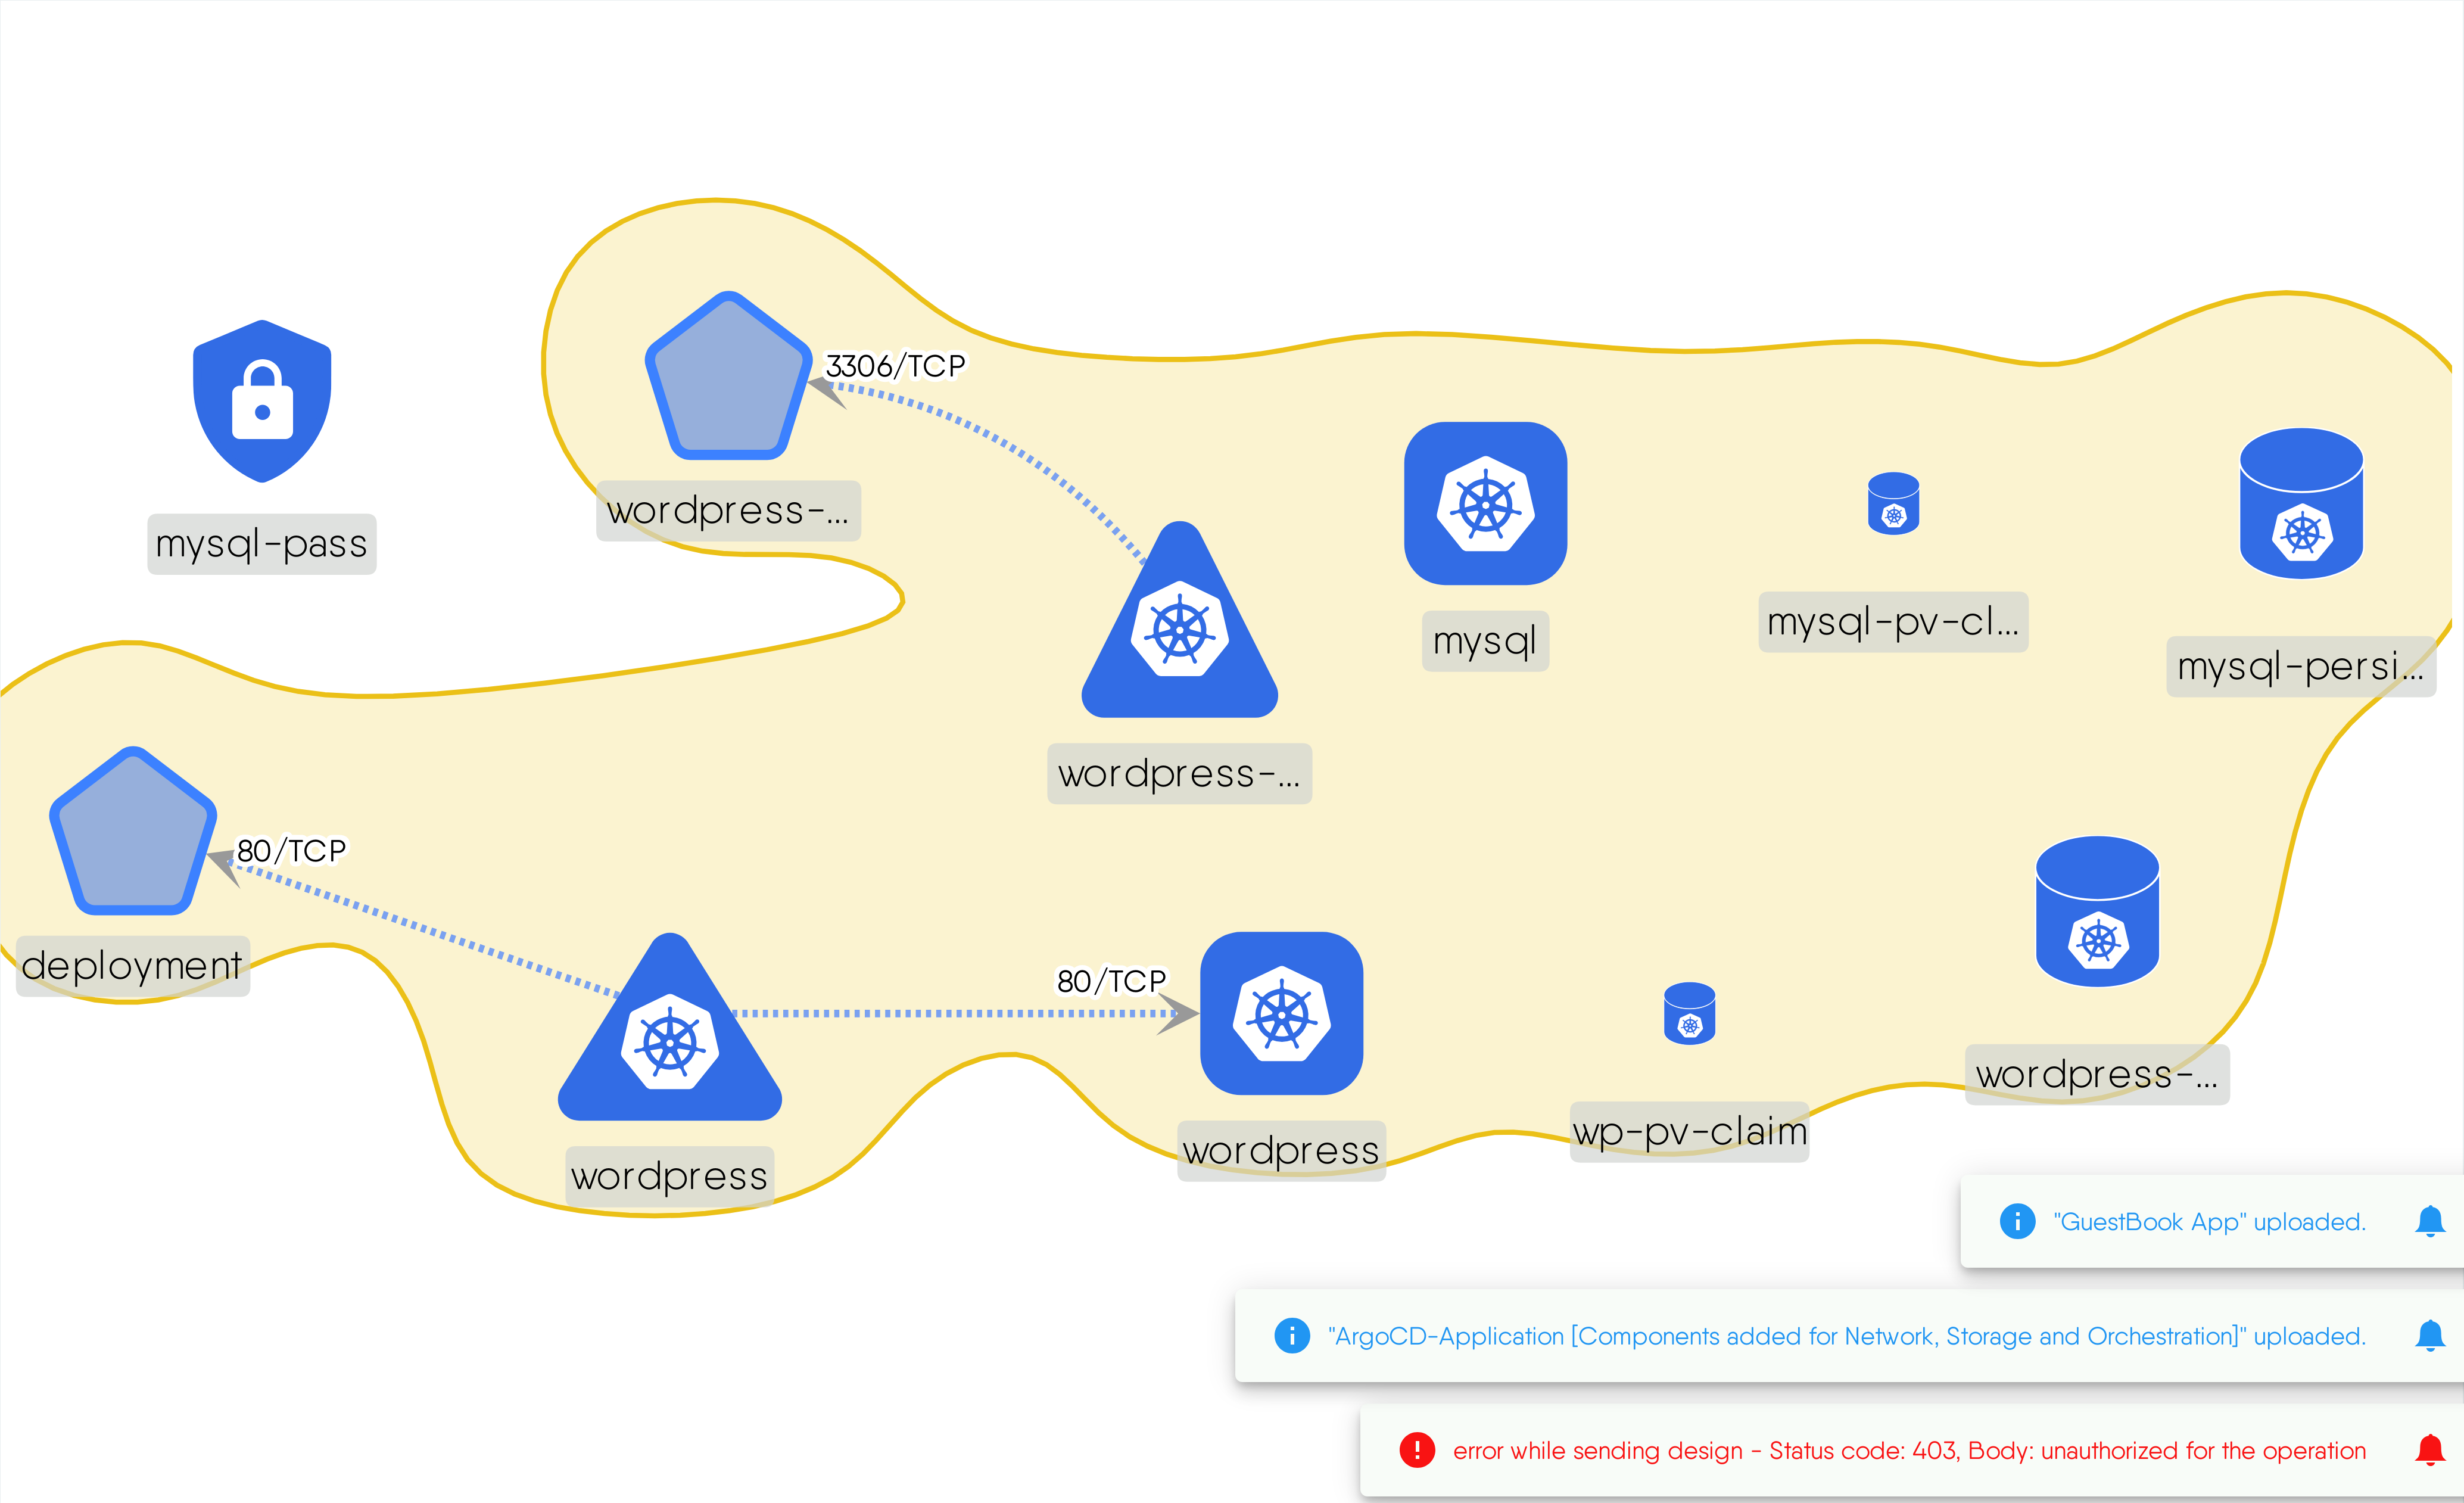 3306/TCP
wordpress-...
mysql-pass
mysql
mysql-pv-cl...
mysql-persi...
wordpress-...
80/TCP
deployment
80/TCP
wordpress-...
wp-pv-claim
wordpress
wordpress
"GuestBook App" uploaded.
"ArgoCD-Application [Components added for Network, Storage and Orchestration]" uploaded.
error while sending design - Status code: 403, Body: unauthorized for the operation